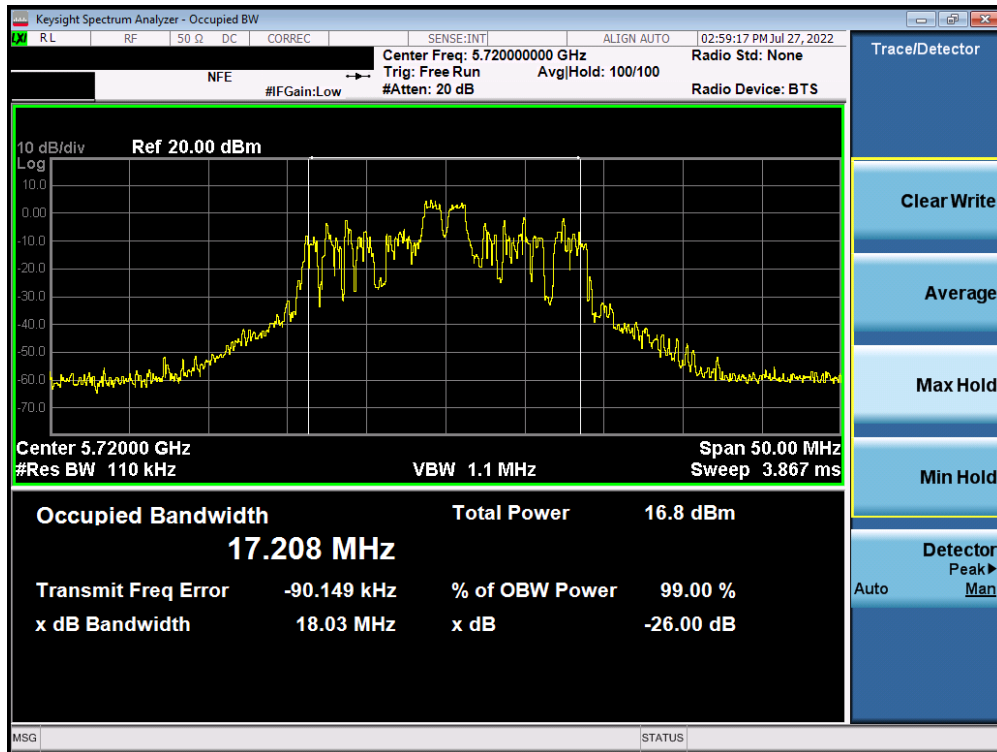 Keysight Spectrum Analyzer - Occupied BW
LXI RL RF 50 Ω DC CORREC SENSE:INT ALIGN AUTO 02:59:17 PM Jul 27, 2022
Center Freq: 5.720000000 GHz Radio Std: None
NFE Trig: Free Run Avg|Hold: 100/100
#IFGain:Low #Atten: 20 dB Radio Device: BTS
10 dB/div Ref 20.00 dBm
Log
10.0
0.00
-10.0
-20.0
-30.0
-40.0
-50.0
-60.0
-70.0
Center 5.72000 GHz Span 50.00 MHz
#Res BW 110 kHz VBW 1.1 MHz Sweep 3.867 ms
Occupied Bandwidth Total Power 16.8 dBm
17.208 MHz
Transmit Freq Error -90.149 kHz % of OBW Power 99.00 %
x dB Bandwidth 18.03 MHz x dB -26.00 dB
MSG STATUS
Trace/Detector
Clear Write
Average
Max Hold
Min Hold
Detector
Peak▶
Auto Man